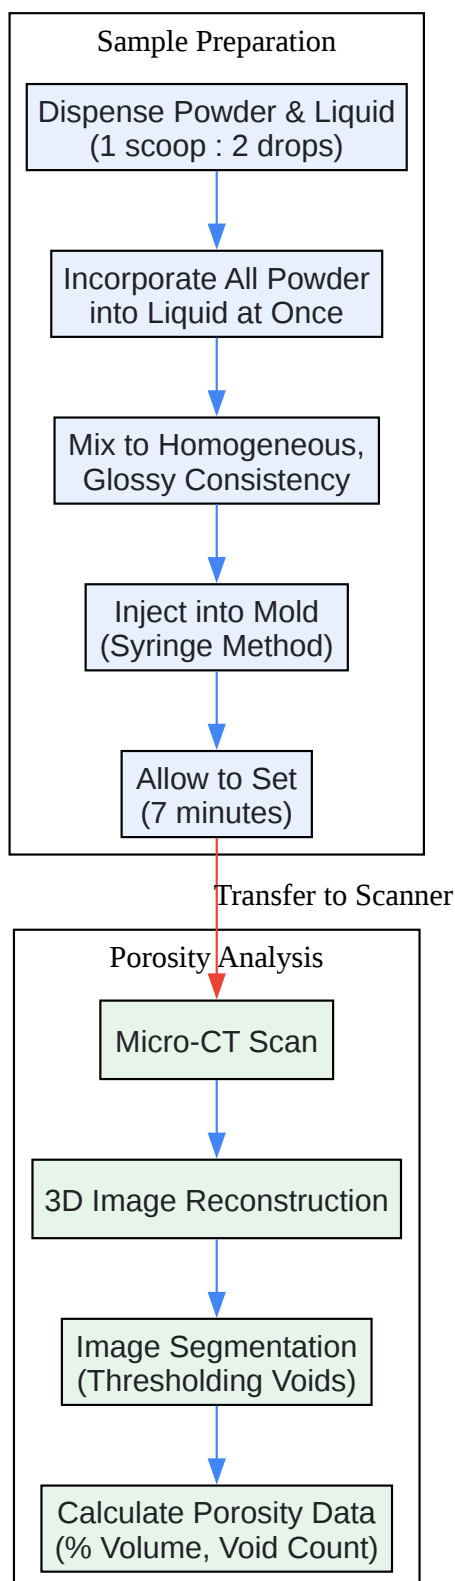 Sample Preparation
Dispense Powder & Liquid
(1 scoop : 2 drops)
Incorporate All Powder
into Liquid at Once
Mix to Homogeneous,
Glossy Consistency
Inject into Mold
(Syringe Method)
Allow to Set
(7 minutes)
Transfer to Scanner
Porosity Analysis
Micro-CT Scan
3D Image Reconstruction
Image Segmentation
(Thresholding Voids)
Calculate Porosity Data
(% Volume, Void Count)